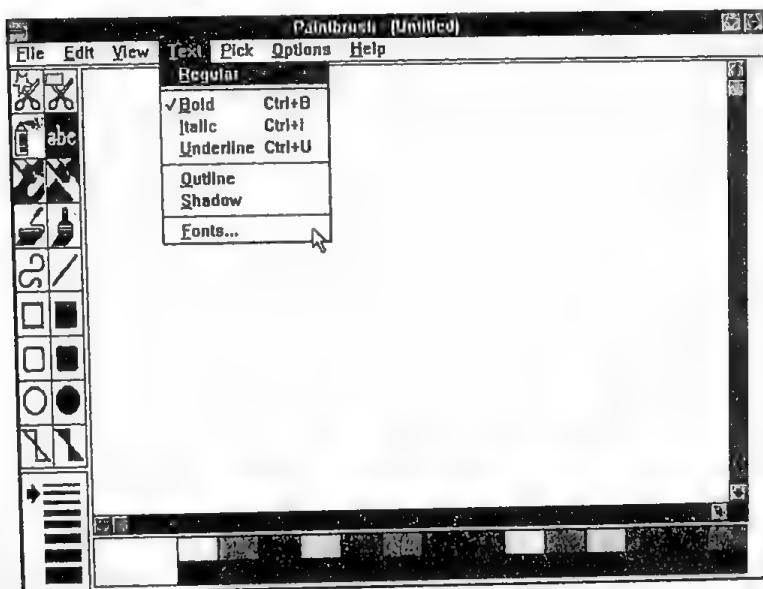 Paintbrush - (Untitled)
File Edit View Text Pick Options Help
abc
Regular
✓Bold Ctrl+B
Italic Ctrl+I
Underline Ctrl+U
Outline
Shadow
Fonts...